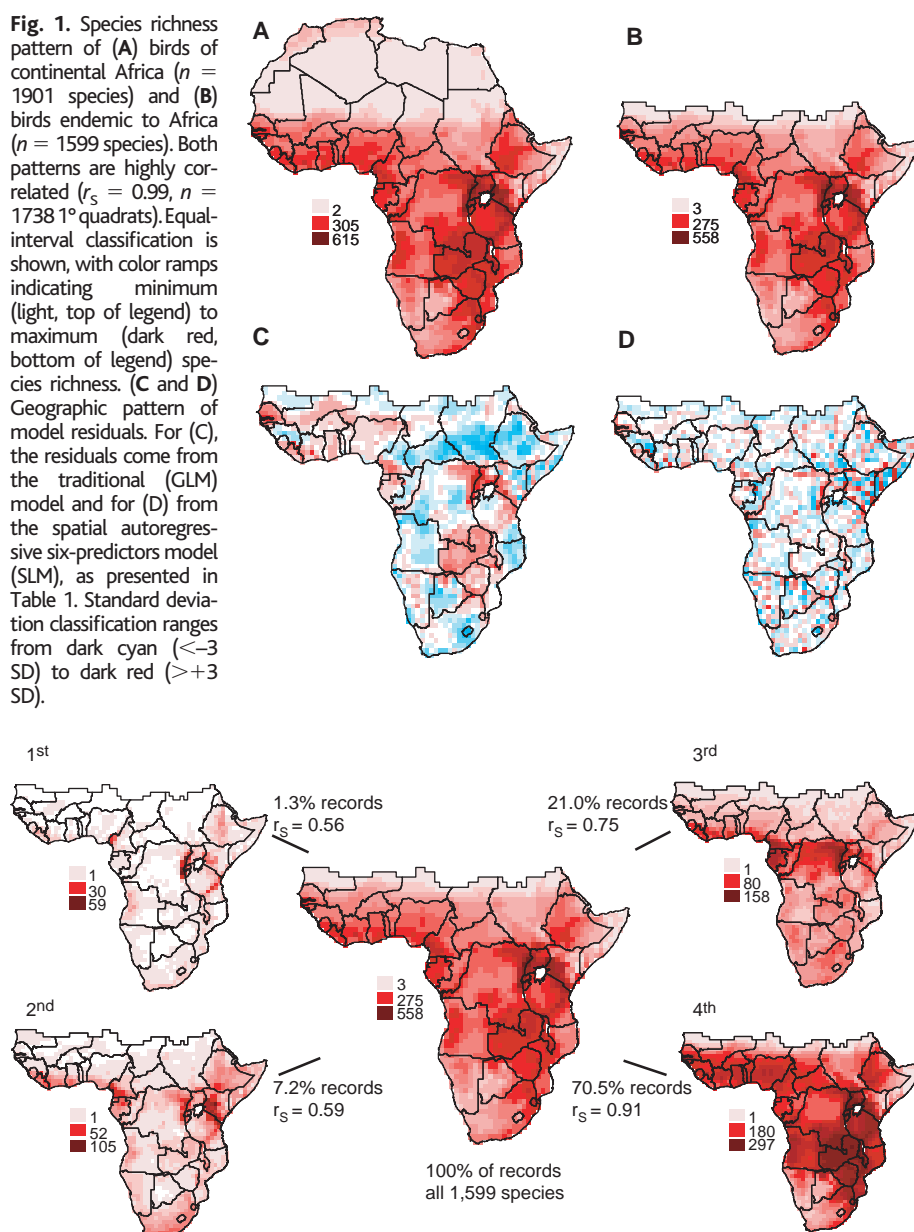 Fig. 1. Species richness
pattern of (A) birds of
continental Africa (n =
1901 species) and (B)
birds endemic to Africa
(n = 1599 species). Both
patterns are highly cor-
related (rS = 0.99, n =
1738 1° quadrats). Equal-
interval classification is
shown, with color ramps
indicating minimum
(light, top of legend) to
maximum (dark red,
bottom of legend) spe-
cies richness. (C and D)
Geographic pattern of
model residuals. For (C),
the residuals come from
the traditional (GLM)
model and for (D) from
the spatial autoregres-
sive six-predictors model
(SLM), as presented in
Table 1. Standard devia-
tion classification ranges
from dark cyan (<–3
SD) to dark red (>+3
SD).
A
2
305
615
B
3
275
558
C
D
1st
1.3% records
rS = 0.56
1
30
59
3rd
21.0% records
rS = 0.75
1
80
158
3
275
558
2nd
7.2% records
rS = 0.59
1
52
105
4th
70.5% records
rS = 0.91
1
180
297
100% of records
all 1,599 species